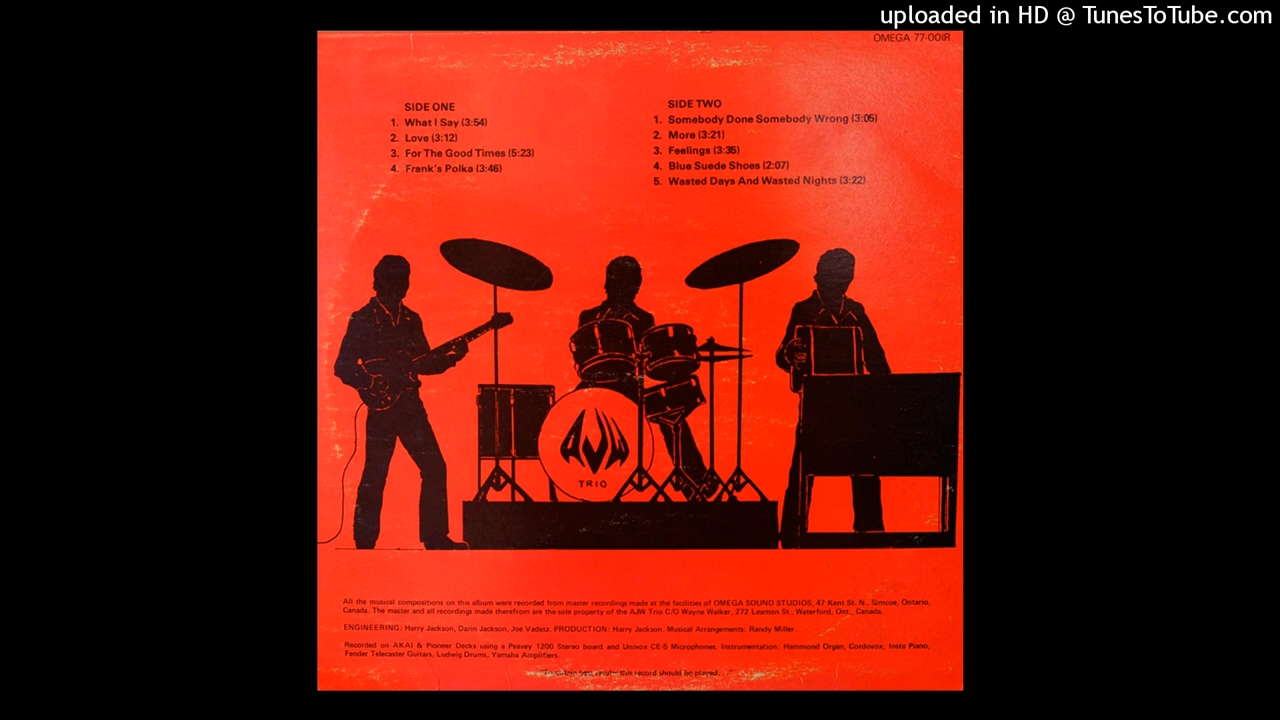 uploaded in HD @ TunesToTube.com
OMEGA 77-001R
SIDE ONE
1. What I Say (3:54)
2. Love (3:12)
3. For The Good Times (5:23)
4. Frank's Polka (3:46)
SIDE TWO
1. Somebody Done Somebody Wrong (3:05)
2. More (3:21)
3. Feelings (3:35)
4. Blue Suede Shoes (2:07)
5. Wasted Days And Wasted Nights (3:22)
AJW
TRIO
All the musical compositions on this album were recorded from master recordings made at the facilities of OMEGA SOUND STUDIOS, 47 Kent St. N., Simcoe, Ontario,
Canada. The master and all recordings made therefrom are the sole property of the AJW Trio C/O Wayne Walker, 272 Leamon St., Waterford, Ont., Canada.
ENGINEERING: Harry Jackson, Darin Jackson, Joe Vadasz. PRODUCTION: Harry Jackson. Musical Arrangements: Randy Miller.
Recorded on AKAI & Pioneer Decks using a Peavey 1200 Stereo board and Univox CE-5 Microphones. Instrumentation: Hammond Organ, Cordovox, Insta Piano,
Fender Telecaster Guitars, Ludwig Drums, Yamaha Amplifiers.
best results this record should be played